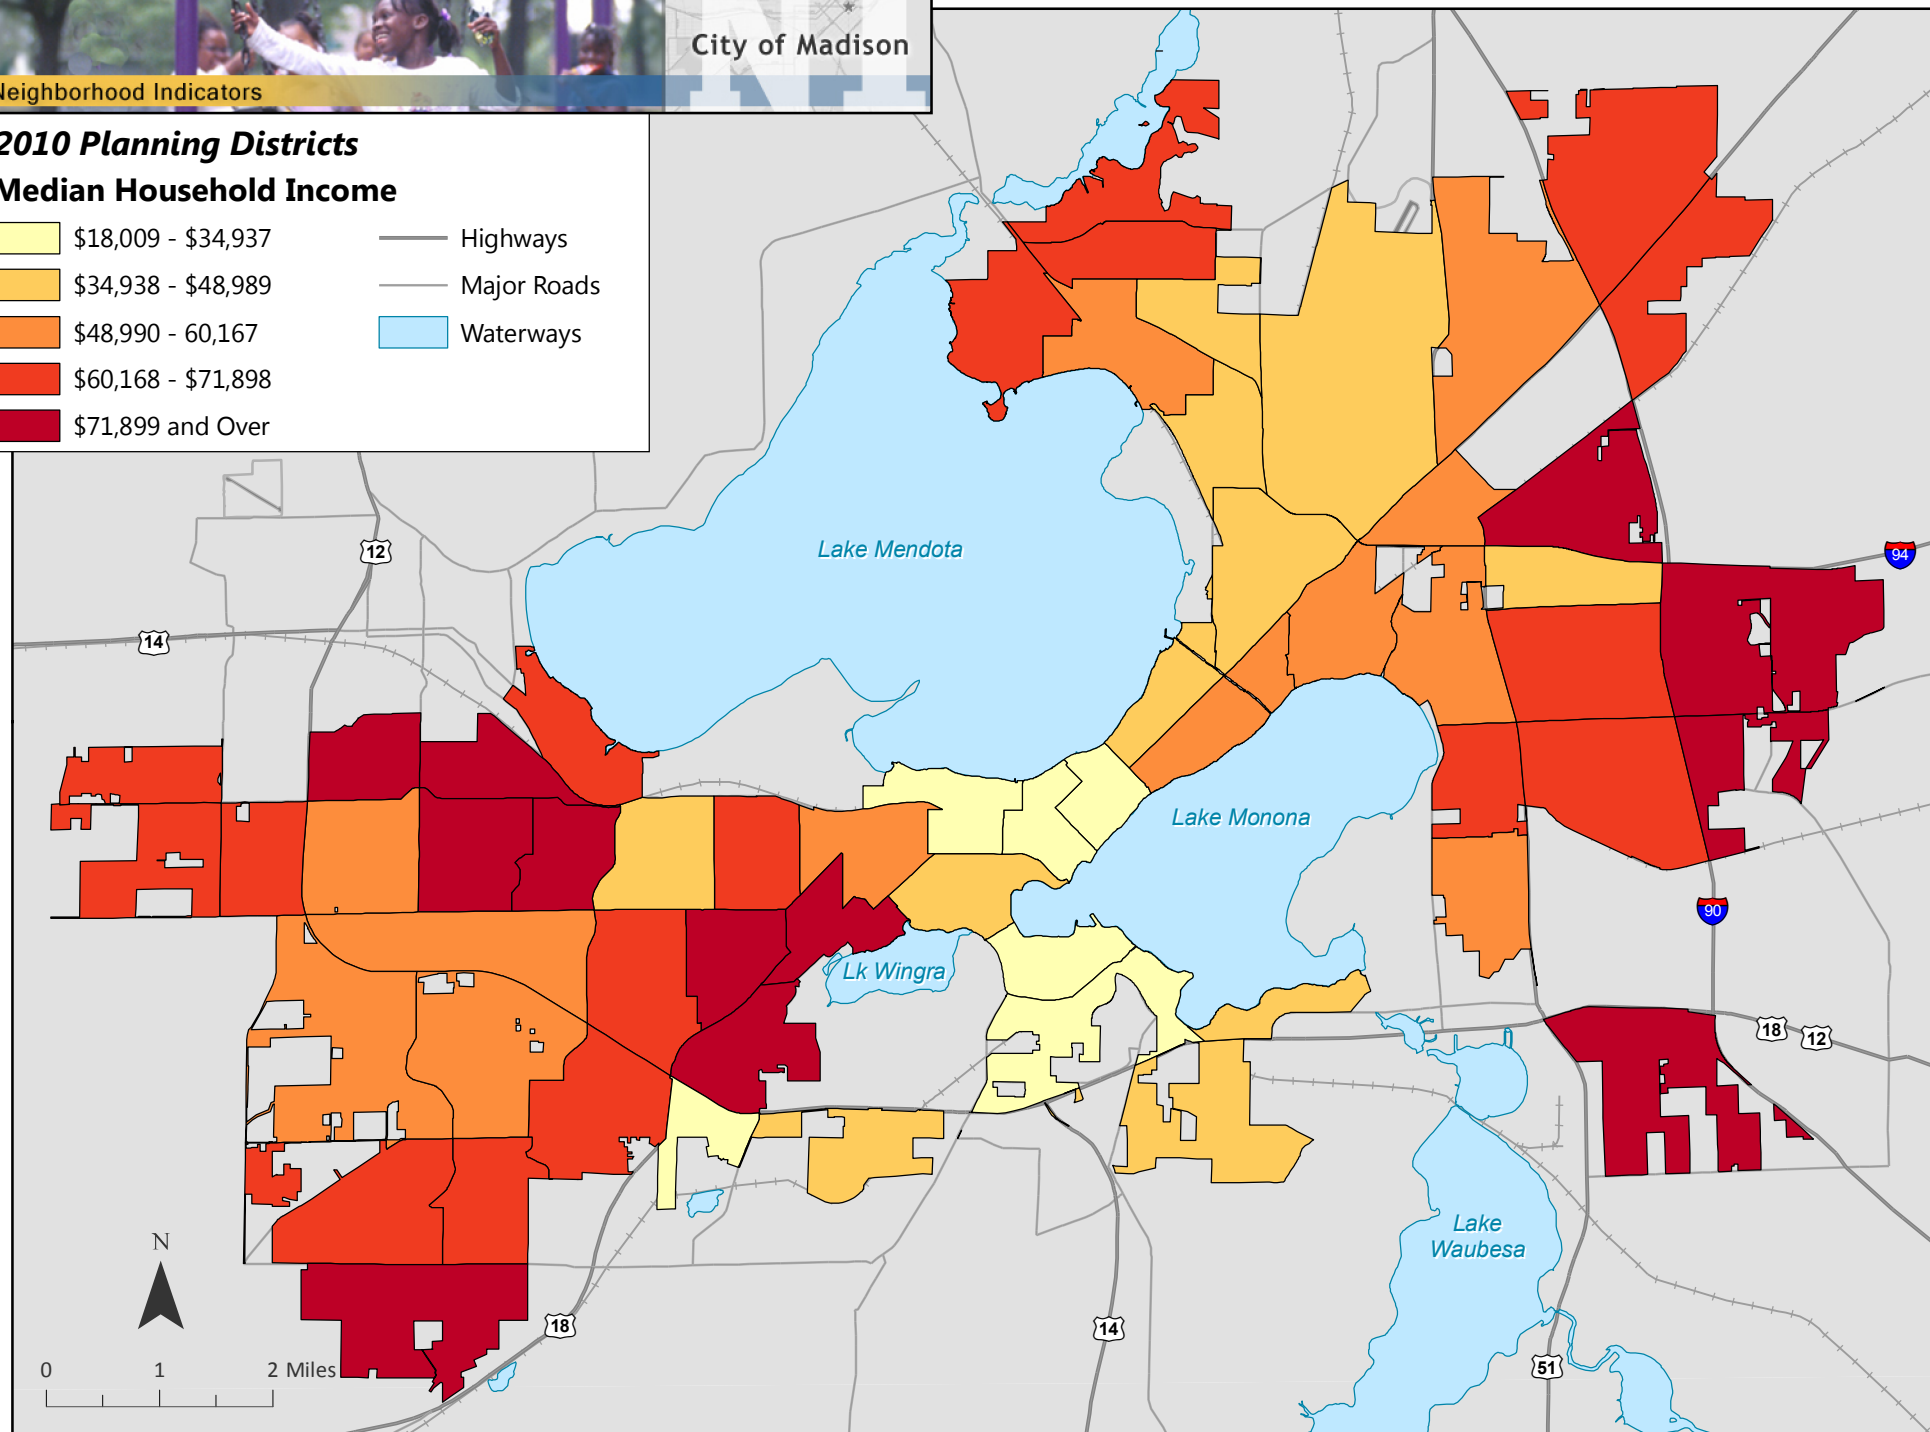 City of Madison
Neighborhood Indicators
2010 Planning Districts
Median Household Income
$18,009 - $34,937
$34,938 - $48,989
$48,990 - 60,167
$60,168 - $71,898
$71,899 and Over
Highways
Major Roads
Waterways
12
14
94
Lake Mendota
Lake Monona
Lk Wingra
90
18
12
Lake
Waubesa
N
18
14
51
0
1
2 Miles